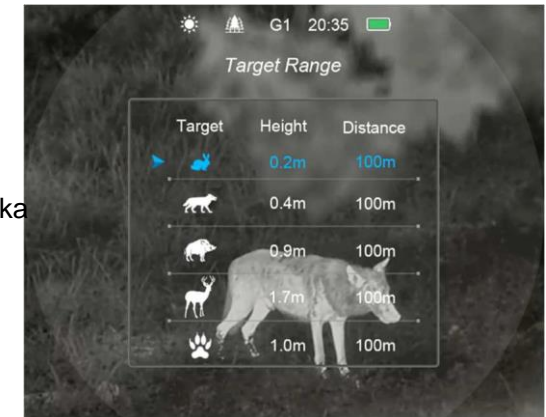 G1 20:35
Target Range
Target Height Distance
0.2m 100m
ka
0.4m 100m
0.9m 100m
1.7m 100m
1.0m 100m